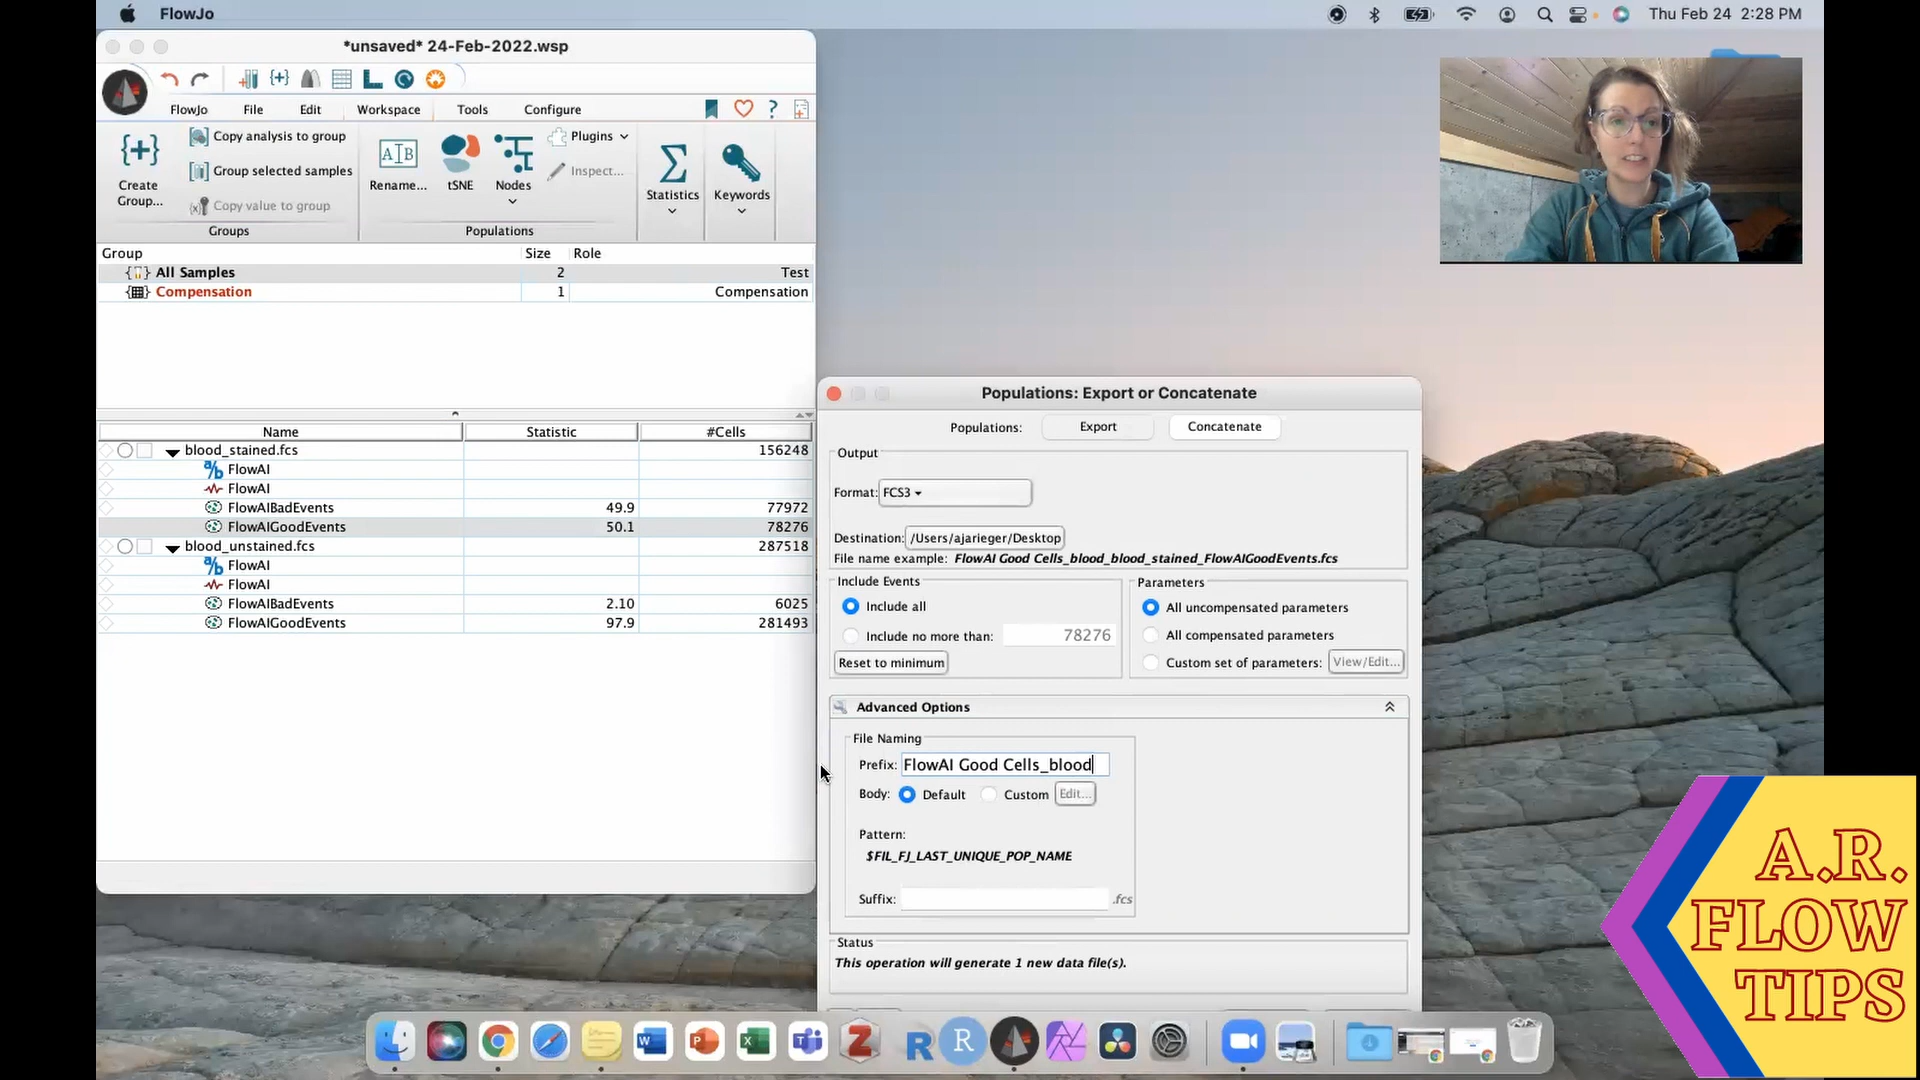 FlowJo
Thu Feb 24 2:28 PM
*unsaved* 24-Feb-2022.wsp
FlowJo File Edit Workspace Tools Configure
?
{+}
Create
Group...
Copy analysis to group
Group selected samples
Copy value to group
Groups
Rename...
tSNE
Nodes
Plugins
Inspect...
Populations
Statistics
Keywords
Group Size Role
All Samples 2 Test
Compensation 1 Compensation
Name Statistic #Cells
blood_stained.fcs 156248
FlowAI
FlowAI
FlowAIBadEvents 49.9 77972
FlowAIGoodEvents 50.1 78276
blood_unstained.fcs 287518
FlowAI
FlowAI
FlowAIBadEvents 2.10 6025
FlowAIGoodEvents 97.9 281493
Populations: Export or Concatenate
Populations: Export Concatenate
Output
Format: FCS3
Destination: /Users/ajarieger/Desktop
File name example: FlowAI Good Cells_blood_blood_stained_FlowAIGoodEvents.fcs
Include Events
Include all
Include no more than: 78276
Reset to minimum
Parameters
All uncompensated parameters
All compensated parameters
Custom set of parameters: View/Edit...
Advanced Options
File Naming
Prefix: FlowAI Good Cells_blood
Body: Default Custom Edit...
Pattern:
$FIL_FJ_LAST_UNIQUE_POP_NAME
Suffix: .fcs
Status
This operation will generate 1 new data file(s).
A.R.
FLOW
TIPS